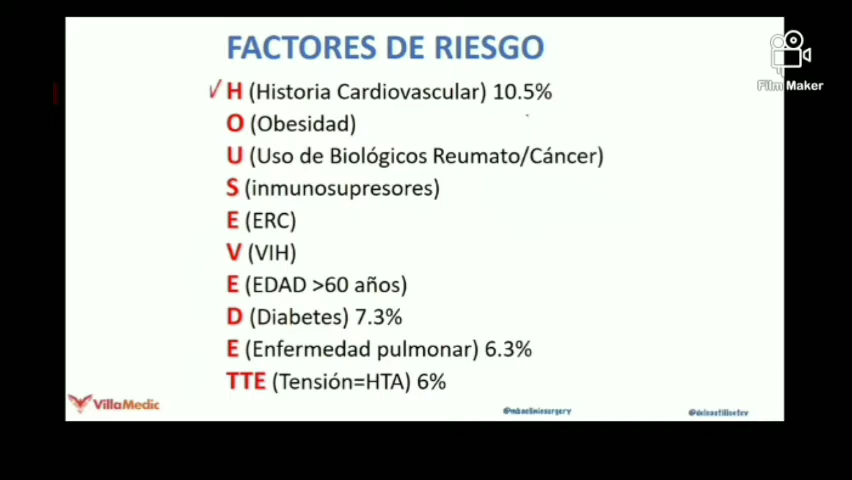 FACTORES DE RIESGO
H (Historia Cardiovascular) 10.5%
O (Obesidad)
U (Uso de Biológicos Reumato/Cáncer)
S (inmunosupresores)
E (ERC)
V (VIH)
E (EDAD >60 años)
D (Diabetes) 7.3%
E (Enfermedad pulmonar) 6.3%
TTE (Tensión=HTA) 6%
VillaMedic
Film Maker